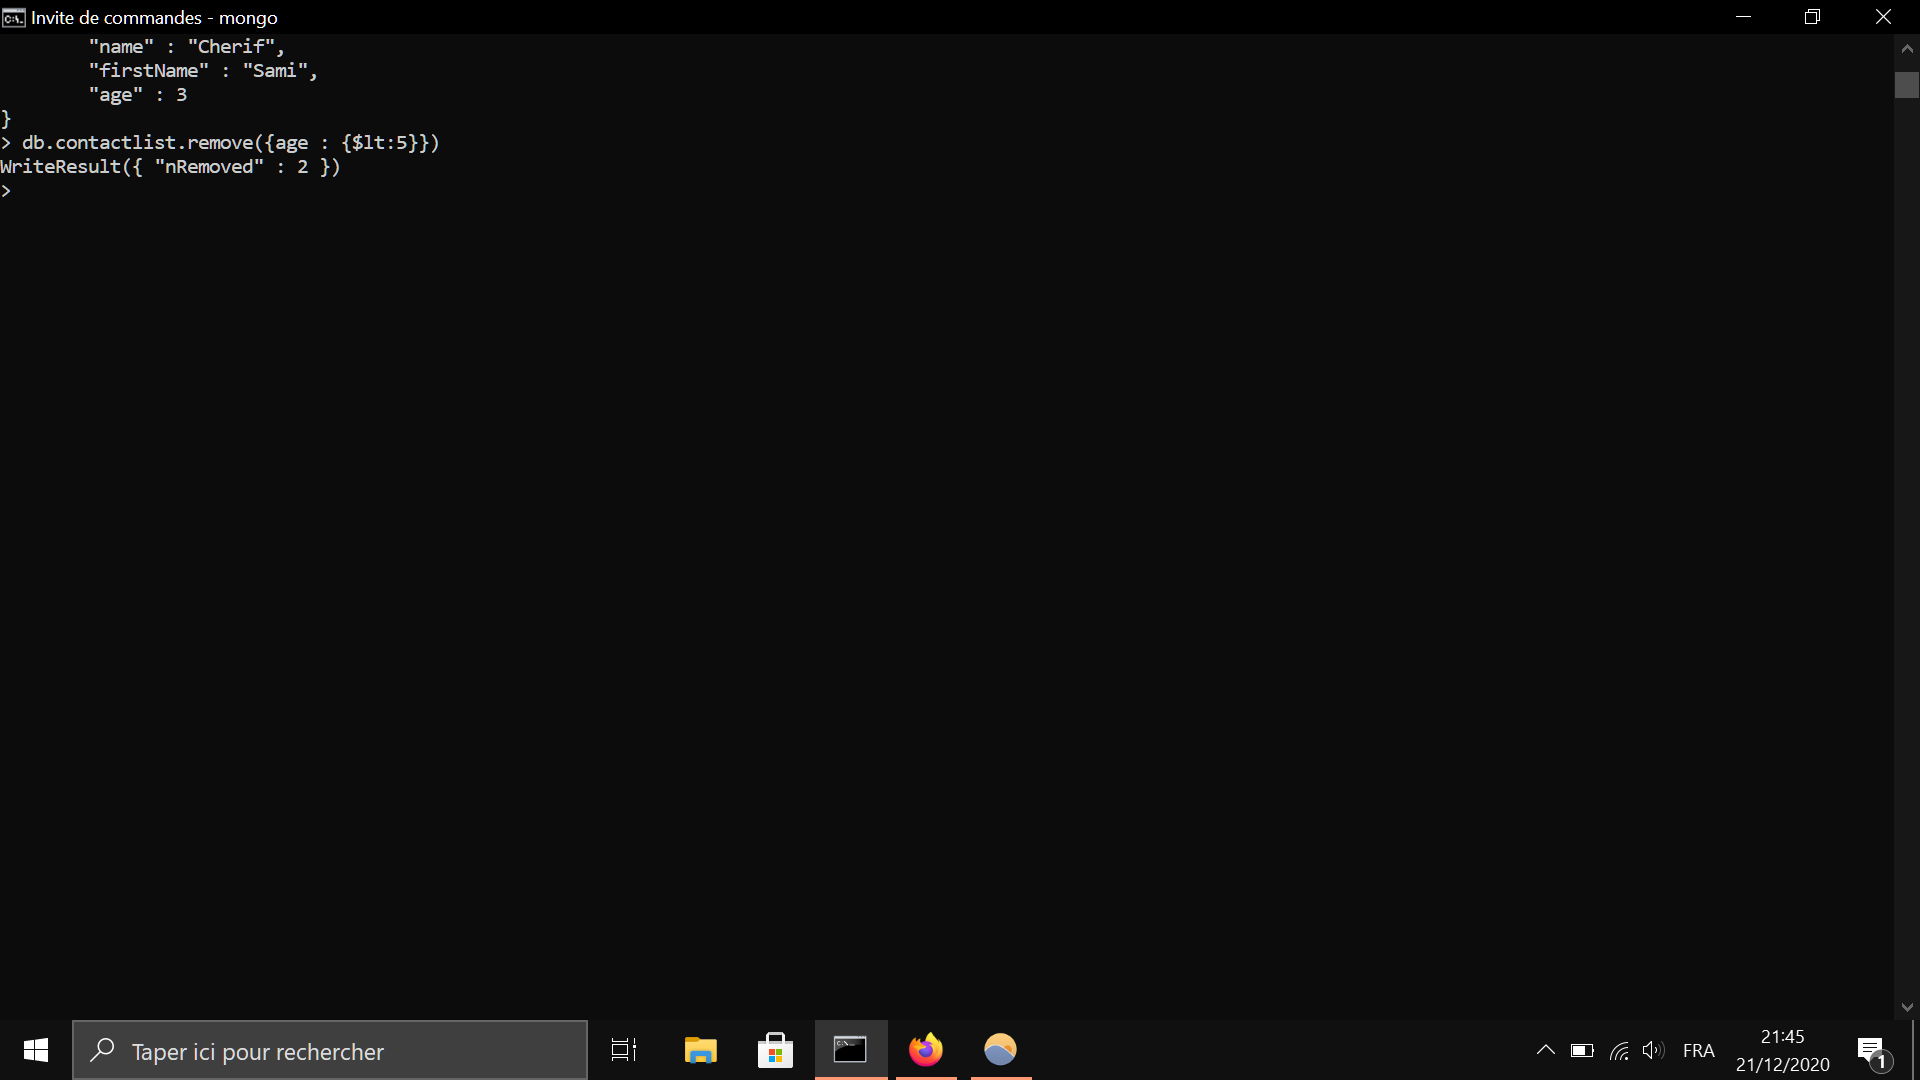 Invite de commandes - mongo
"name" : "Cherif",
"firstName" : "Sami",
"age" : 3
}
> db.contactlist.remove({age : {$lt:5}})
WriteResult({ "nRemoved" : 2 })
>
Taper ici pour rechercher
FRA
21:45
21/12/2020
1